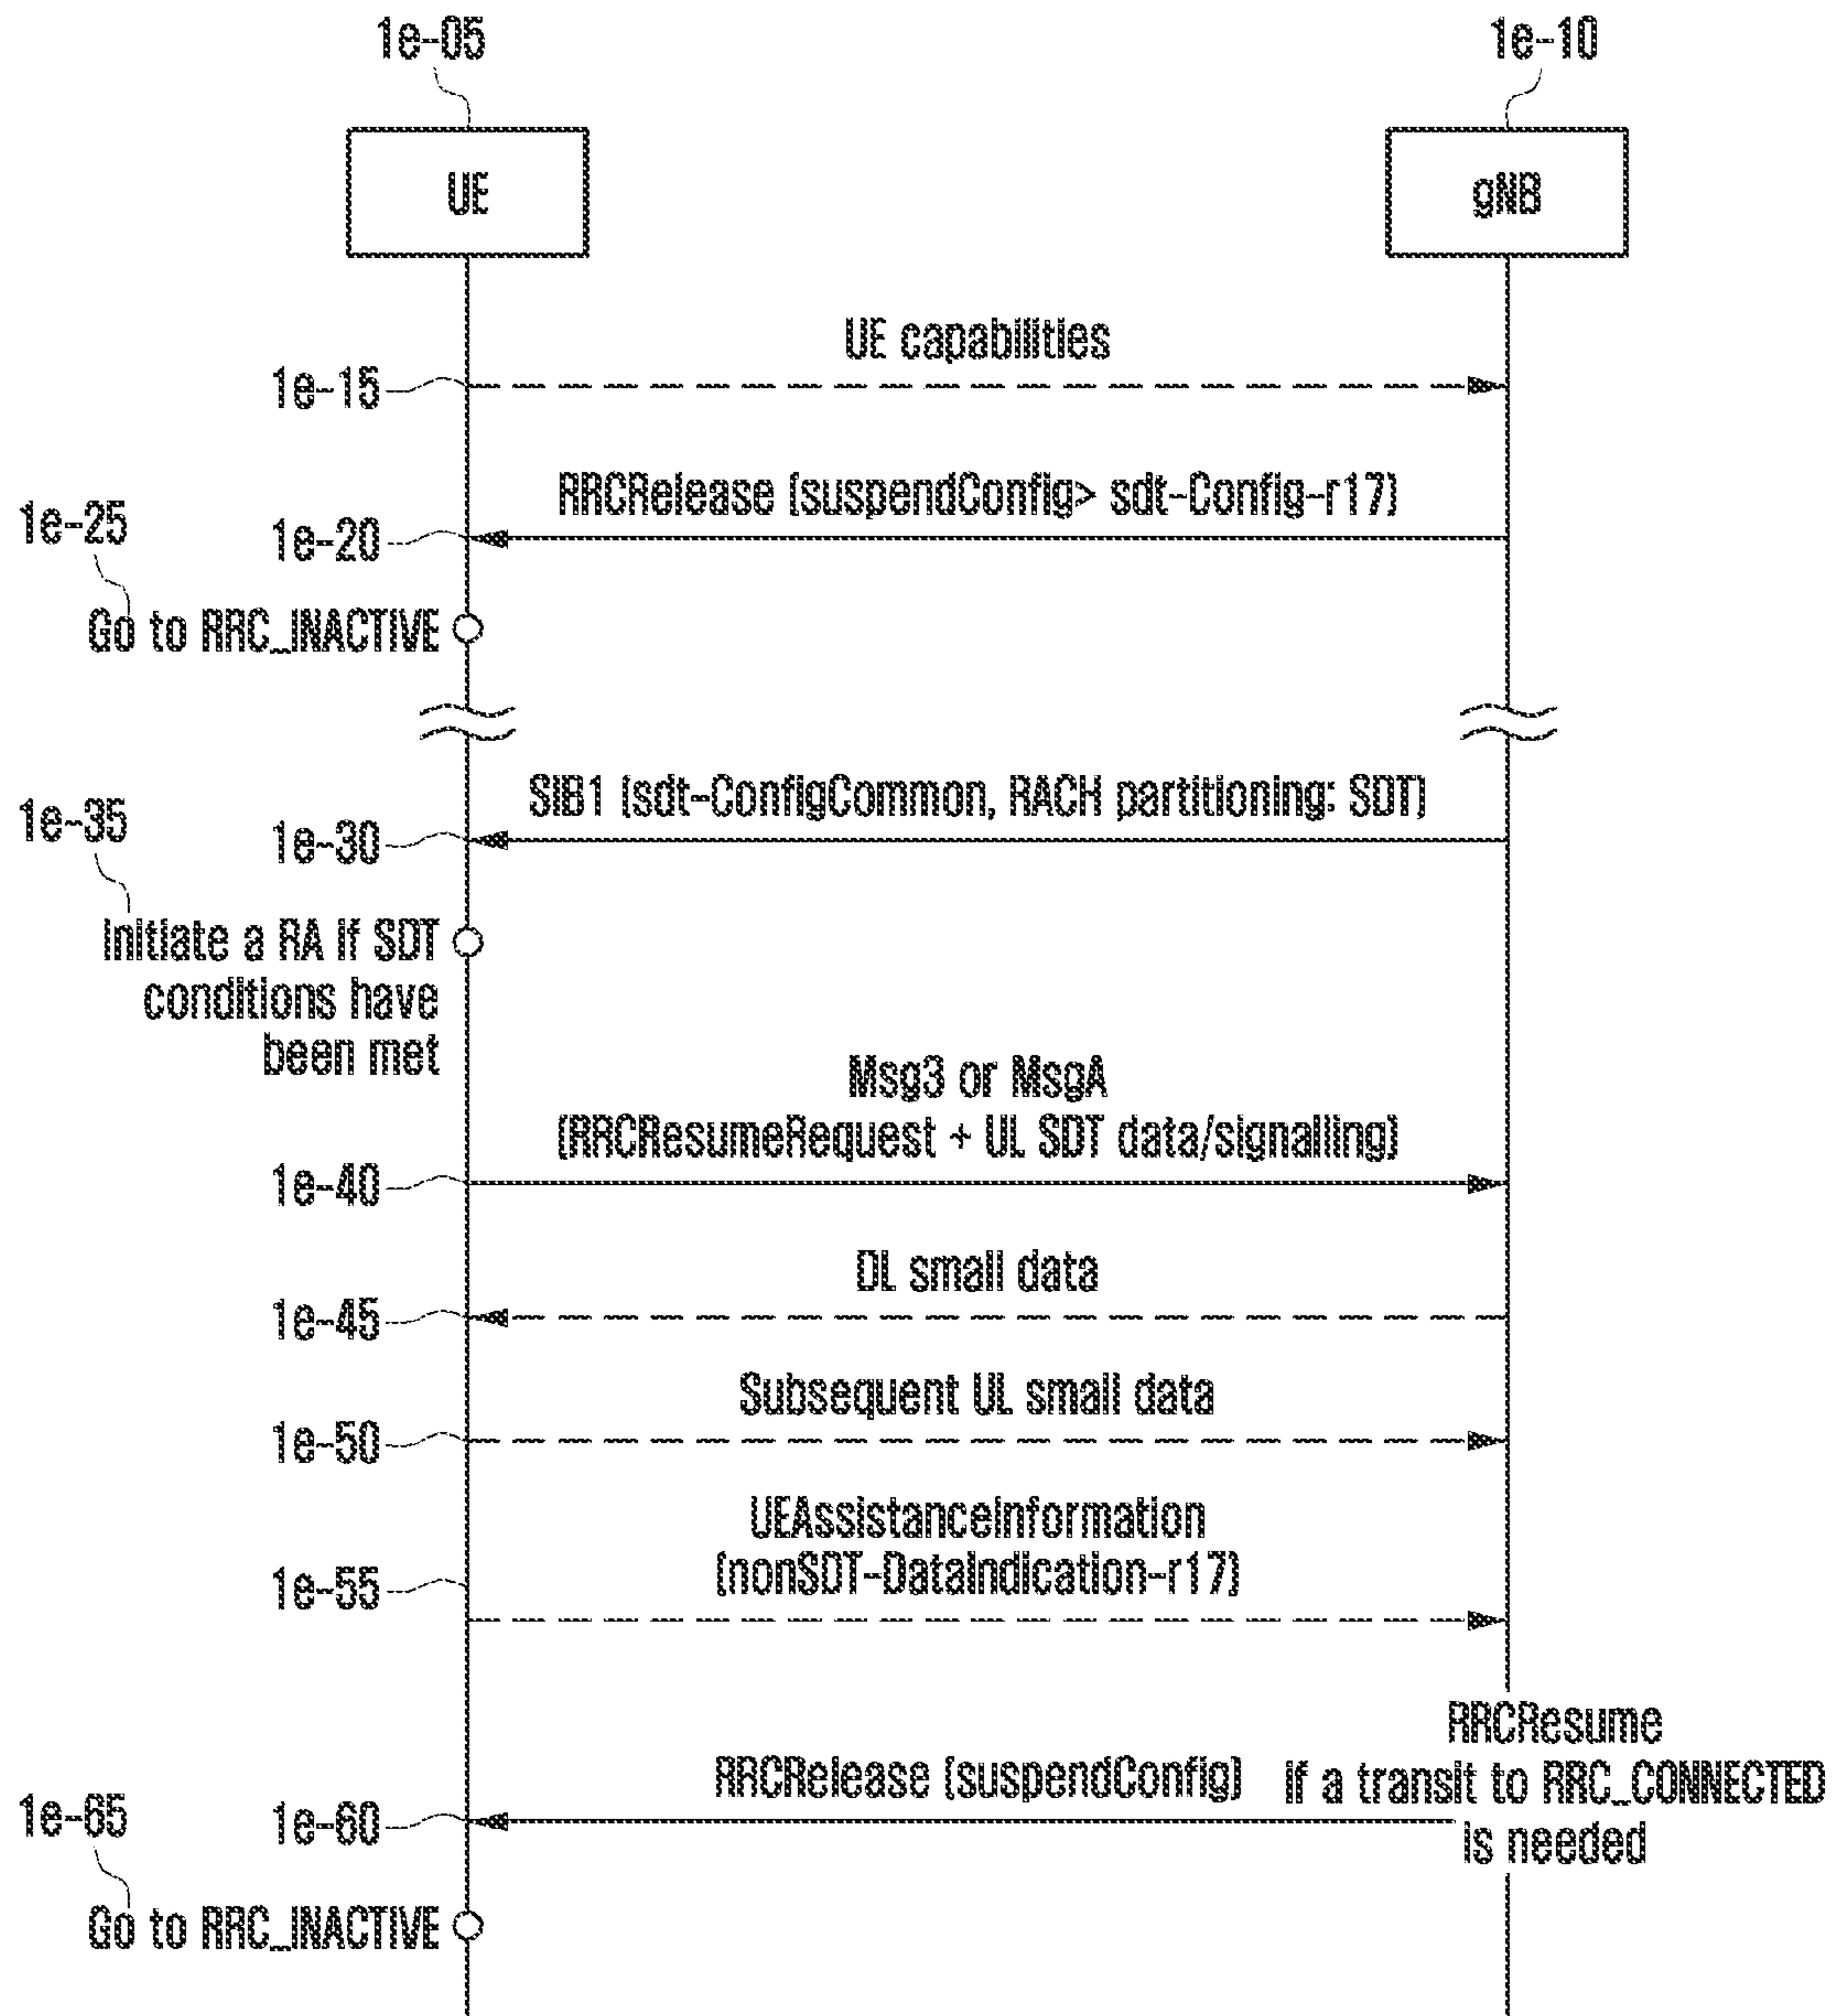 1e-05
1e-10
UE
gNB
UE capabilities
1e-15
RRCRelease (suspendConfig> sdt-Config-r17)
1e-25
1e-20
Go to RRC_INACTIVE
SIB1 (sdt-ConfigCommon, RACH partitioning: SDT)
1e-35
1e-30
Initiate a RA if SDT
conditions have
been met
Msg3 or MsgA
(RRCResumeRequest + UL SDT data/signalling)
1e-40
DL small data
1e-45
Subsequent UL small data
1e-50
UEAssistanceInformation
(nonSDT-DataIndication-r17)
1e-55
RRCResume
RRCRelease (suspendConfig) if a transit to RRC_CONNECTED
is needed
1e-65
1e-60
Go to RRC_INACTIVE